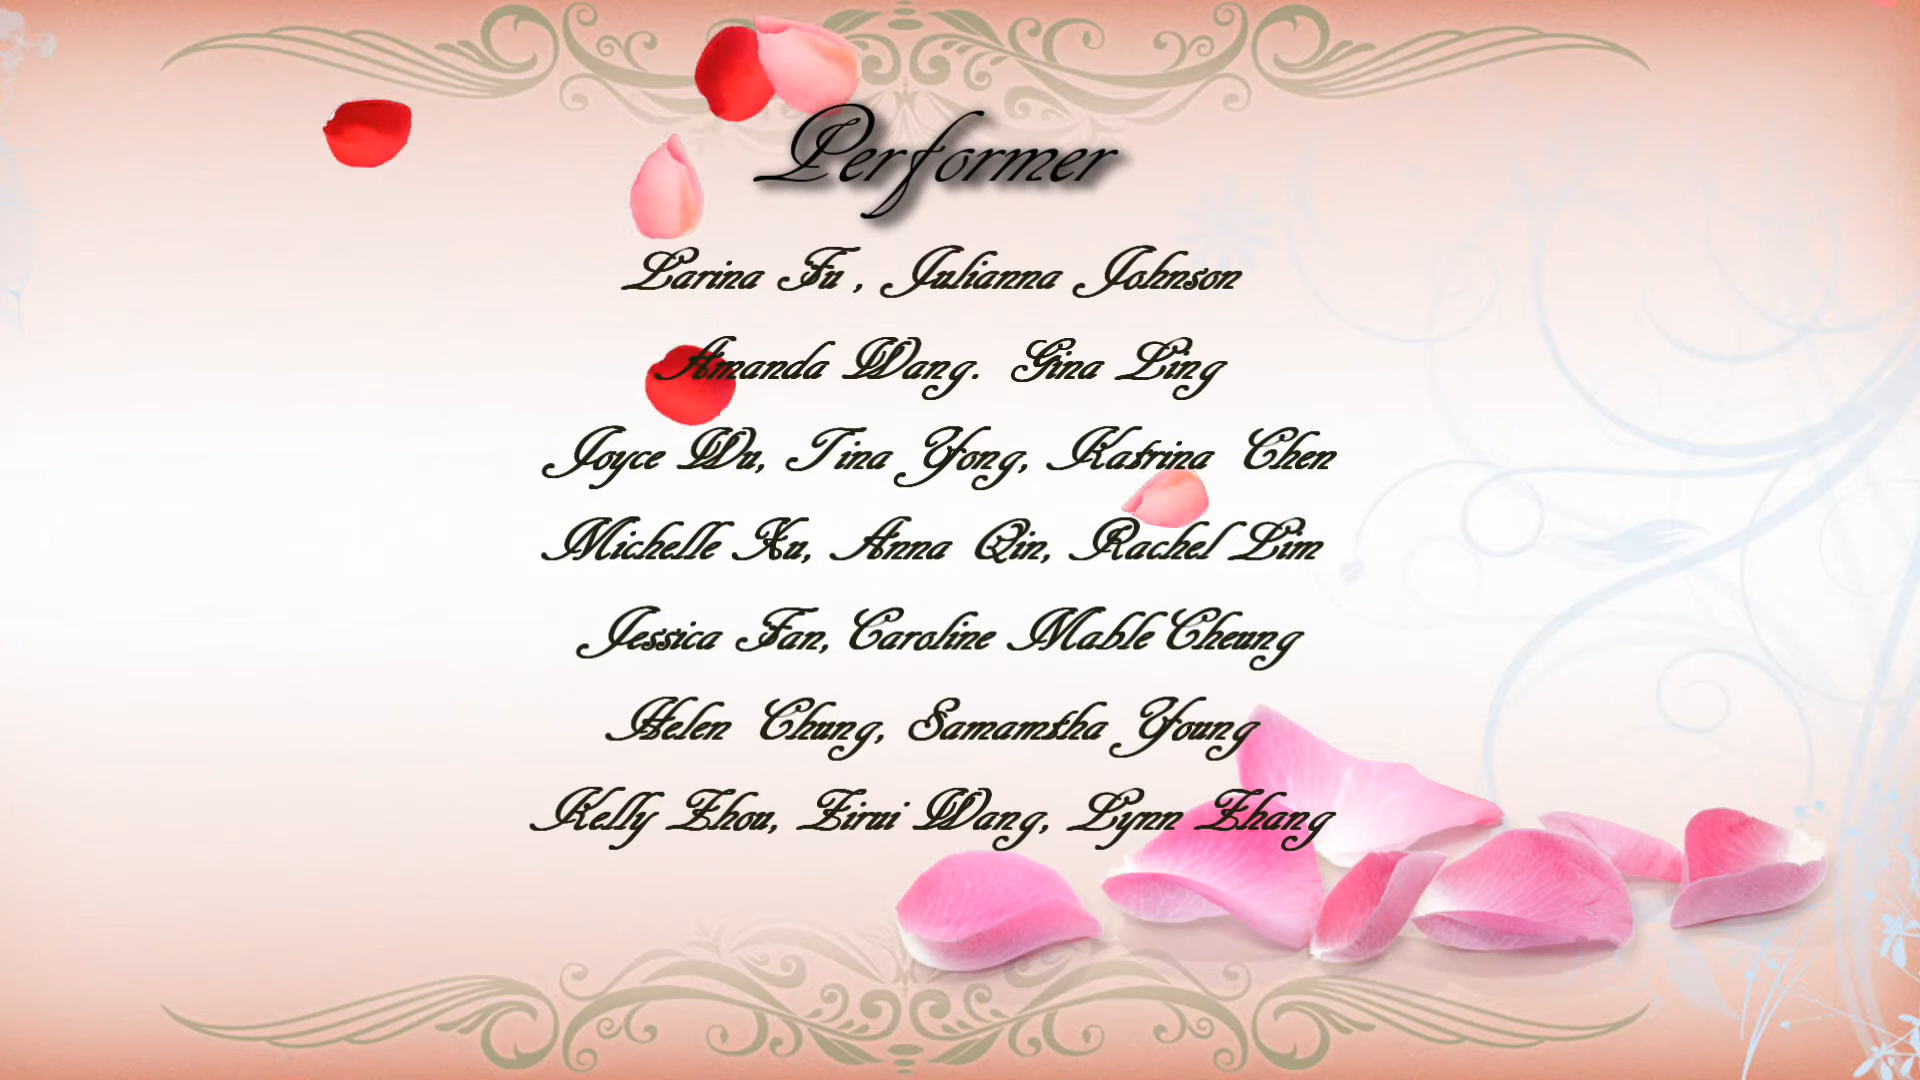 Performer
Larina Fu , Julianna Johnson
Amanda Wang. Gina Ling
Joyce Wu, Tina Yong, Katrina Chen
Michelle Xu, Anna Qin, Rachel Lim
Jessica Fan, Caroline Mable Cheung
Helen Chung, Samamtha Young
Kelly Zhou, Zirui Wang, Lynn Zhang